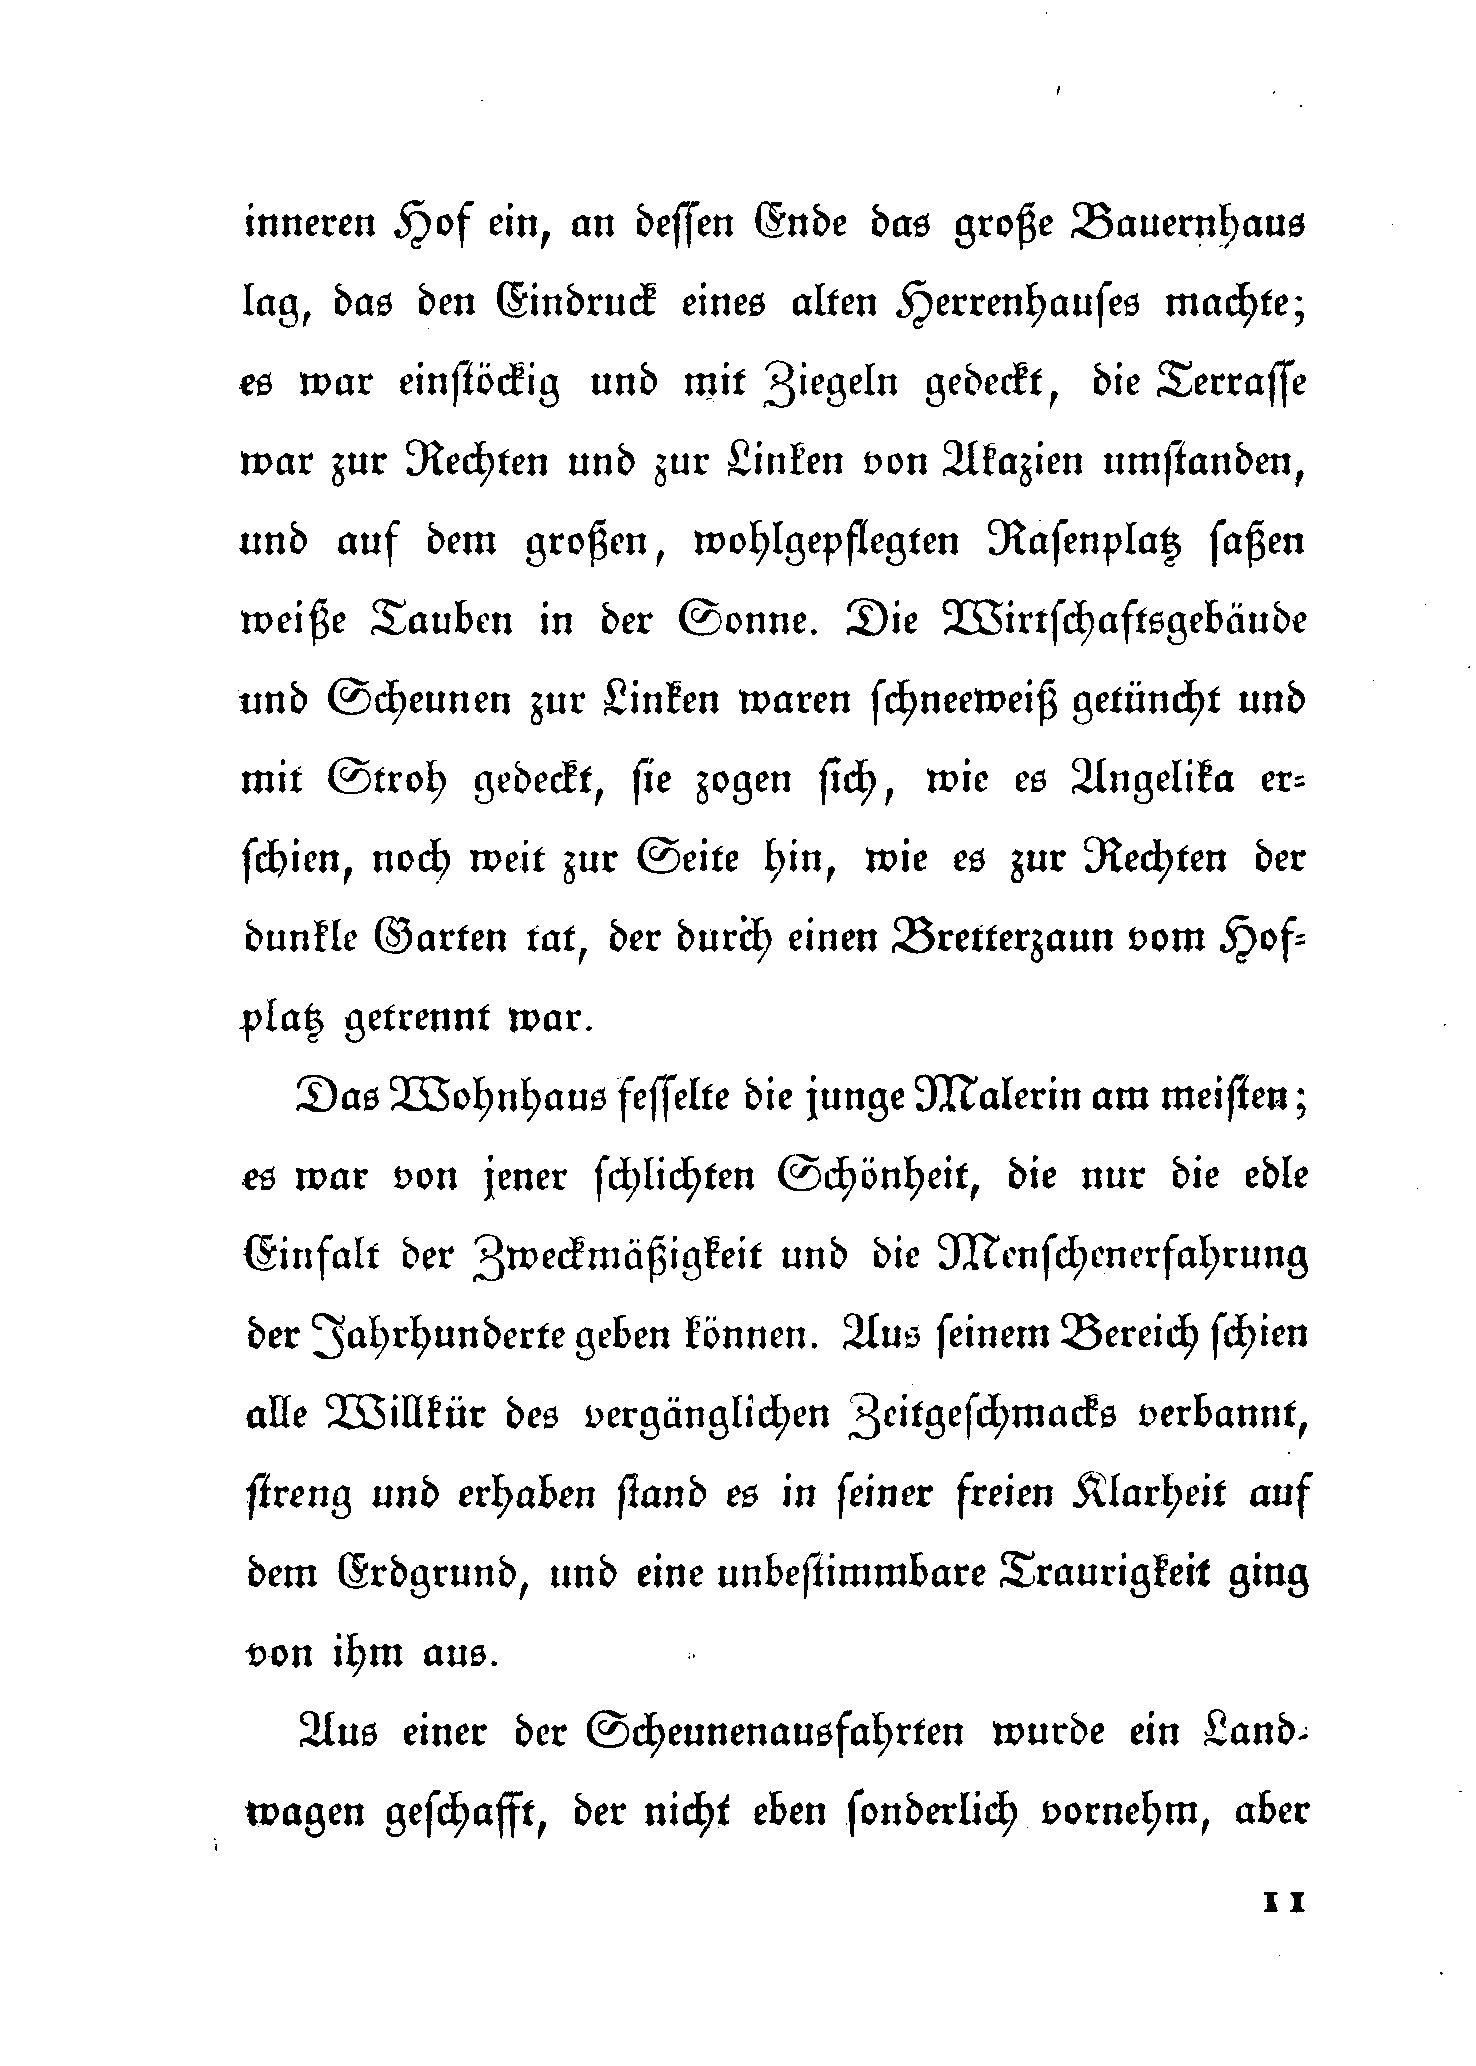 inneren Hof ein, an deſſen Ende das große Bauernhaus
lag, das den Eindruck eines alten Herrenhauſes machte;
es war einſtöckig und mit Ziegeln gedeckt, die Terraſſe
war zur Rechten und zur Linken von Akazien umſtanden,
und auf dem großen, wohlgepflegten Raſenplatz ſaßen
weiße Tauben in der Sonne. Die Wirtſchaftsgebäude
und Scheunen zur Linken waren ſchneeweiß getüncht und
mit Stroh gedeckt, ſie zogen ſich, wie es Angelika er-
ſchien, noch weit zur Seite hin, wie es zur Rechten der
dunkle Garten tat, der durch einen Bretterzaun vom Hof-
platz getrennt war.
Das Wohnhaus feſſelte die junge Malerin am meiſten;
es war von jener ſchlichten Schönheit, die nur die edle
Einfalt der Zweckmäßigkeit und die Menſchenerfahrung
der Jahrhunderte geben können. Aus ſeinem Bereich ſchien
alle Willkür des vergänglichen Zeitgeſchmacks verbannt,
ſtreng und erhaben ſtand es in ſeiner freien Klarheit auf
dem Erdgrund, und eine unbeſtimmbare Traurigkeit ging
von ihm aus.
Aus einer der Scheunenausfahrten wurde ein Land-
wagen geſchafft, der nicht eben ſonderlich vornehm, aber
11